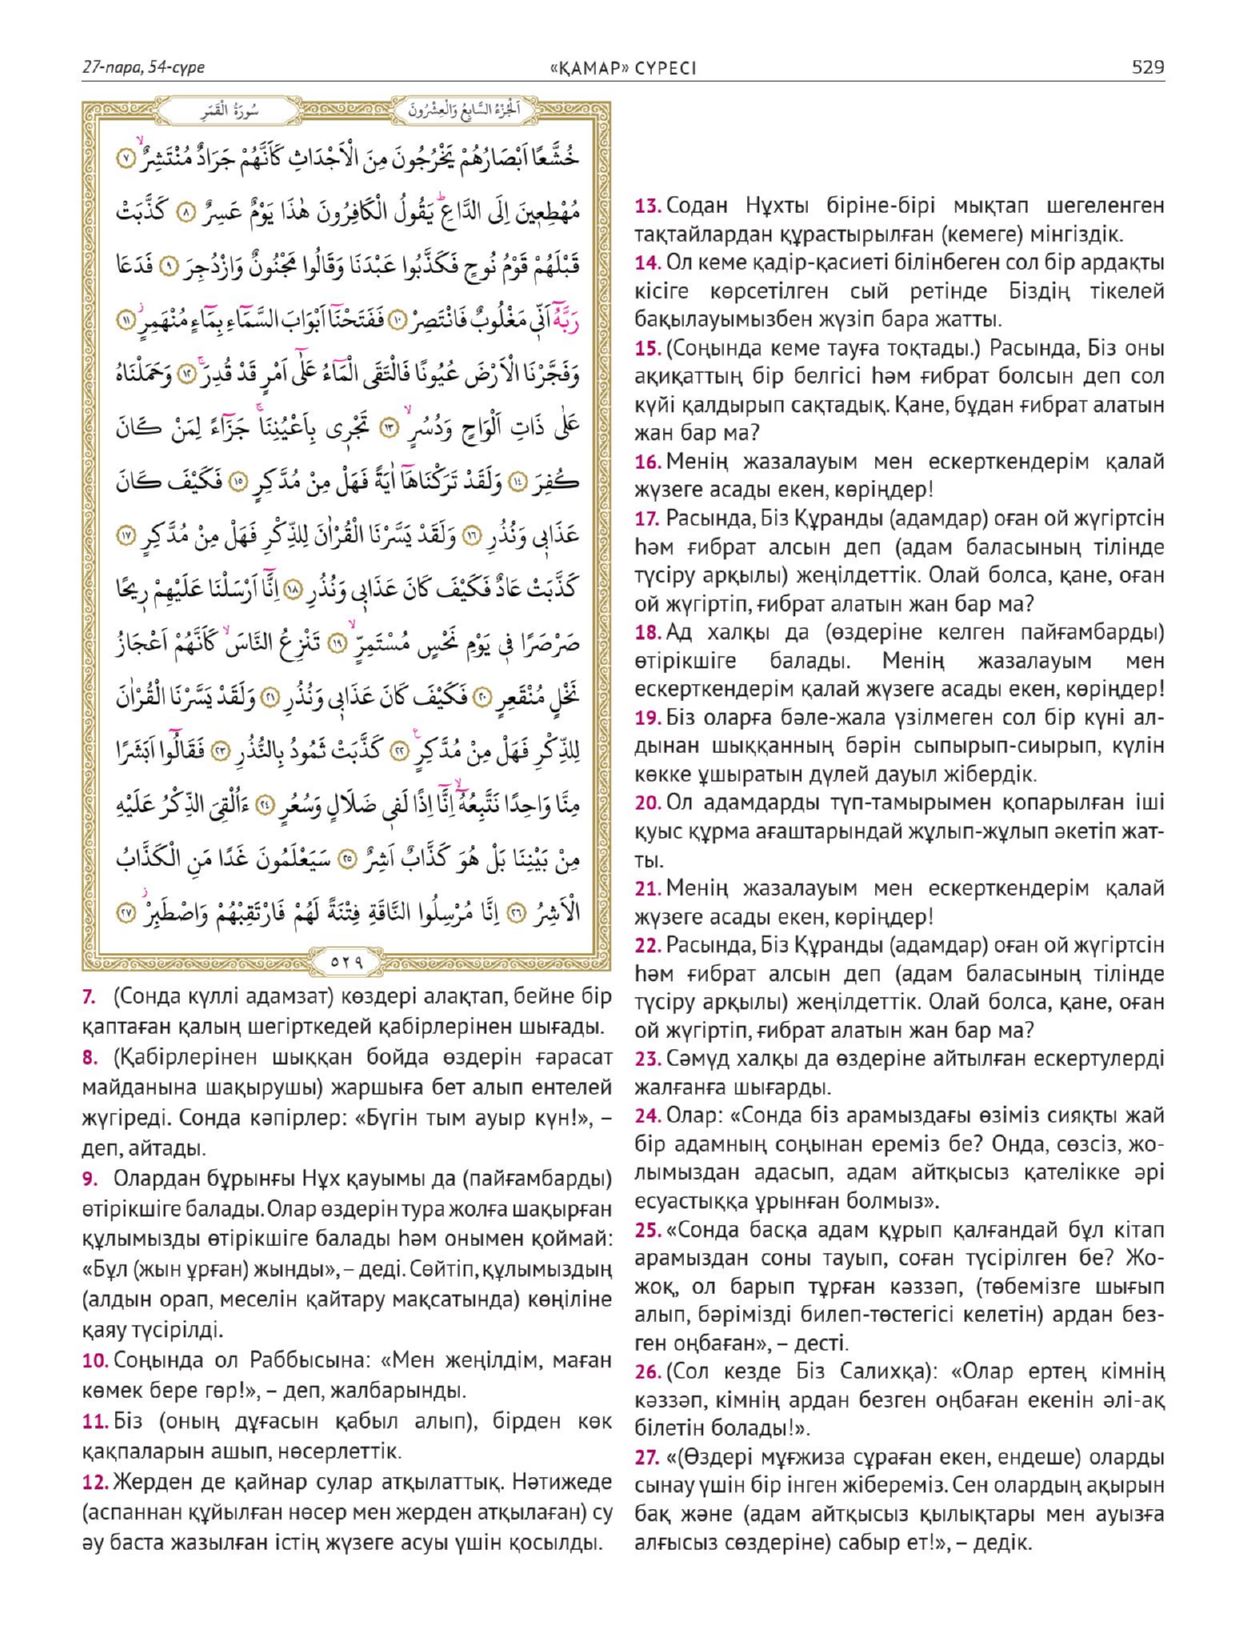 27-пара, 54-сүре
«ҚАМАР» СҮРЕСІ
529
اَلْجُزْءُ السَّابِعُ وَالْعِشْرُونَ
سُورَةُ الْقَمَرِ
خُشَّعًا اَبْصَارُهُمْ يَخْرُجُونَ مِنَ الْاَجْدَاثِ كَاَنَّهُمْ جَرَادٌ مُنْتَشِرٌۙ ﴿٧﴾
مُهْطِع۪ينَ اِلَى الدَّاعِۜ يَقُولُ الْكَافِرُونَ هٰذَا يَوْمٌ عَسِرٌ ﴿٨﴾ كَذَّبَتْ
قَبْلَهُمْ قَوْمُ نُوحٍ فَكَذَّبُوا عَبْدَنَا وَقَالُوا مَجْنُونٌ وَازْدُجِرَ ﴿٩﴾ فَدَعَا
رَبَّهُٓ اَنّ۪ي مَغْلُوبٌ فَانْتَصِرْ ﴿١٠﴾ فَفَتَحْنَٓا اَبْوَابَ السَّمَٓاءِ بِمَٓاءٍ مُنْهَمِرٍۘ ﴿١١﴾
وَفَجَّرْنَا الْاَرْضَ عُيُونًا فَالْتَقَى الْمَٓاءُ عَلٰٓى اَمْرٍ قَدْ قُدِرَۚ ﴿١٢﴾ وَحَمَلْنَاهُ
عَلٰى ذَاتِ اَلْوَاحٍ وَدُسُرٍۙ ﴿١٣﴾ تَجْر۪ي بِاَعْيُنِنَاۚ جَزَٓاءً لِمَنْ كَانَ
كُفِرَ ﴿١٤﴾ وَلَقَدْ تَرَكْنَاهَٓا اٰيَةً فَهَلْ مِنْ مُدَّكِرٍ ﴿١٥﴾ فَكَيْفَ كَانَ
عَذَاب۪ي وَنُذُرِ ﴿١٦﴾ وَلَقَدْ يَسَّرْنَا الْقُرْاٰنَ لِلذِّكْرِ فَهَلْ مِنْ مُدَّكِرٍ ﴿١٧﴾
كَذَّبَتْ عَادٌ فَكَيْفَ كَانَ عَذَاب۪ي وَنُذُرِ ﴿١٨﴾ اِنَّٓا اَرْسَلْنَا عَلَيْهِمْ ر۪يحًا
صَرْصَرًا ف۪ي يَوْمِ نَحْسٍ مُسْتَمِرٍّۙ ﴿١٩﴾ تَنْزِعُ النَّاسَۙ كَاَنَّهُمْ اَعْجَازُ
نَخْلٍ مُنْقَعِرٍ ﴿٢٠﴾ فَكَيْفَ كَانَ عَذَاب۪ي وَنُذُرِ ﴿٢١﴾ وَلَقَدْ يَسَّرْنَا الْقُرْاٰنَ
لِلذِّكْرِ فَهَلْ مِنْ مُدَّكِرٍ ﴿٢٢﴾ كَذَّبَتْ ثَمُودُ بِالنُّذُرِ ﴿٢٣﴾ فَقَالُٓوا اَبَشَرًا
مِنَّا وَاحِدًا نَتَّبِعُهُٓۙ اِنَّٓا اِذًا لَف۪ي ضَلَالٍ وَسُعُرٍ ﴿٢٤﴾ ءَاُلْقِيَ الذِّكْرُ عَلَيْهِ
مِنْ بَيْنِنَا بَلْ هُوَ كَذَّابٌ اَشِرٌ ﴿٢٥﴾ سَيَعْلَمُونَ غَدًا مَنِ الْكَذَّابُ
الْاَشِرُ ﴿٢٦﴾ اِنَّا مُرْسِلُوا النَّاقَةِ فِتْنَةً لَهُمْ فَارْتَقِبْهُمْ وَاصْطَبِرْۘ ﴿٢٧﴾
٥٢٩
7. (Сонда күллі адамзат) көздері алақтап, бейне бір
қаптаған қалың шегірткедей қабірлерінен шығады.
8. (Қабірлерінен шыққан бойда өздерін ғарасат
майданына шақырушы) жаршыға бет алып ентелей
жүгіреді. Сонда кәпірлер: «Бүгін тым ауыр күн!», –
деп, айтады.
9. Олардан бұрынғы Нұх қауымы да (пайғамбарды)
өтірікшіге балады. Олар өздерін тура жолға шақырған
құлымызды өтірікшіге балады һәм онымен қоймай:
«Бұл (жын ұрған) жынды», – деді. Сөйтіп, құлымыздың
(алдын орап, меселін қайтару мақсатында) көңіліне
қаяу түсірілді.
10. Соңында ол Раббысына: «Мен жеңілдім, маған
көмек бере гөр!», – деп, жалбарынды.
11. Біз (оның дұғасын қабыл алып), бірден көк
қақпаларын ашып, нөсерлеттік.
12. Жерден де қайнар сулар атқылаттық. Нәтижеде
(аспаннан құйылған нөсер мен жерден атқылаған) су
әу баста жазылған істің жүзеге асуы үшін қосылды.
13. Содан Нұхты біріне-бірі мықтап шегеленген
тақтайлардан құрастырылған (кемеге) мінгіздік.
14. Ол кеме қадір-қасиеті білінбеген сол бір ардақты
кісіге көрсетілген сый ретінде Біздің тікелей
бақылауымызбен жүзіп бара жатты.
15. (Соңында кеме тауға тоқтады.) Расында, Біз оны
ақиқаттың бір белгісі һәм ғибрат болсын деп сол
күйі қалдырып сақтадық. Қане, бұдан ғибрат алатын
жан бар ма?
16. Менің жазалауым мен ескерткендерім қалай
жүзеге асады екен, көріңдер!
17. Расында, Біз Құранды (адамдар) оған ой жүгіртсін
һәм ғибрат алсын деп (адам баласының тілінде
түсіру арқылы) жеңілдеттік. Олай болса, қане, оған
ой жүгіртіп, ғибрат алатын жан бар ма?
18. Ад халқы да (өздеріне келген пайғамбарды)
өтірікшіге балады. Менің жазалауым мен
ескерткендерім қалай жүзеге асады екен, көріңдер!
19. Біз оларға бәле-жала үзілмеген сол бір күні ал-
дынан шыққанның бәрін сыпырып-сиырып, күлін
көкке ұшыратын дүлей дауыл жібердік.
20. Ол адамдарды түп-тамырымен қопарылған іші
қуыс құрма ағаштарындай жұлып-жұлып әкетіп жат-
ты.
21. Менің жазалауым мен ескерткендерім қалай
жүзеге асады екен, көріңдер!
22. Расында, Біз Құранды (адамдар) оған ой жүгіртсін
һәм ғибрат алсын деп (адам баласының тілінде
түсіру арқылы) жеңілдеттік. Олай болса, қане, оған
ой жүгіртіп, ғибрат алатын жан бар ма?
23. Сәмүд халқы да өздеріне айтылған ескертулерді
жалғанға шығарды.
24. Олар: «Сонда біз арамыздағы өзіміз сияқты жай
бір адамның соңынан ереміз бе? Онда, сөзсіз, жо-
лымыздан адасып, адам айтқысыз қателікке әрі
есуастыққа ұрынған болмыз».
25. «Сонда басқа адам құрып қалғандай бұл кітап
арамыздан соны тауып, соған түсірілген бе? Жо-
жоқ, ол барып тұрған кәззәп, (төбемізге шығып
алып, бәрімізді билеп-төстегісі келетін) ардан без-
ген оңбаған», – десті.
26. (Сол кезде Біз Салихқа): «Олар ертең кімнің
кәззәп, кімнің ардан безген оңбаған екенін әлі-ақ
білетін болады!».
27. «(Өздері мұғжиза сұраған екен, ендеше) оларды
сынау үшін бір інген жібереміз. Сен олардың ақырын
бақ және (адам айтқысыз қылықтары мен ауызға
алғысыз сөздеріне) сабыр ет!», – дедік.